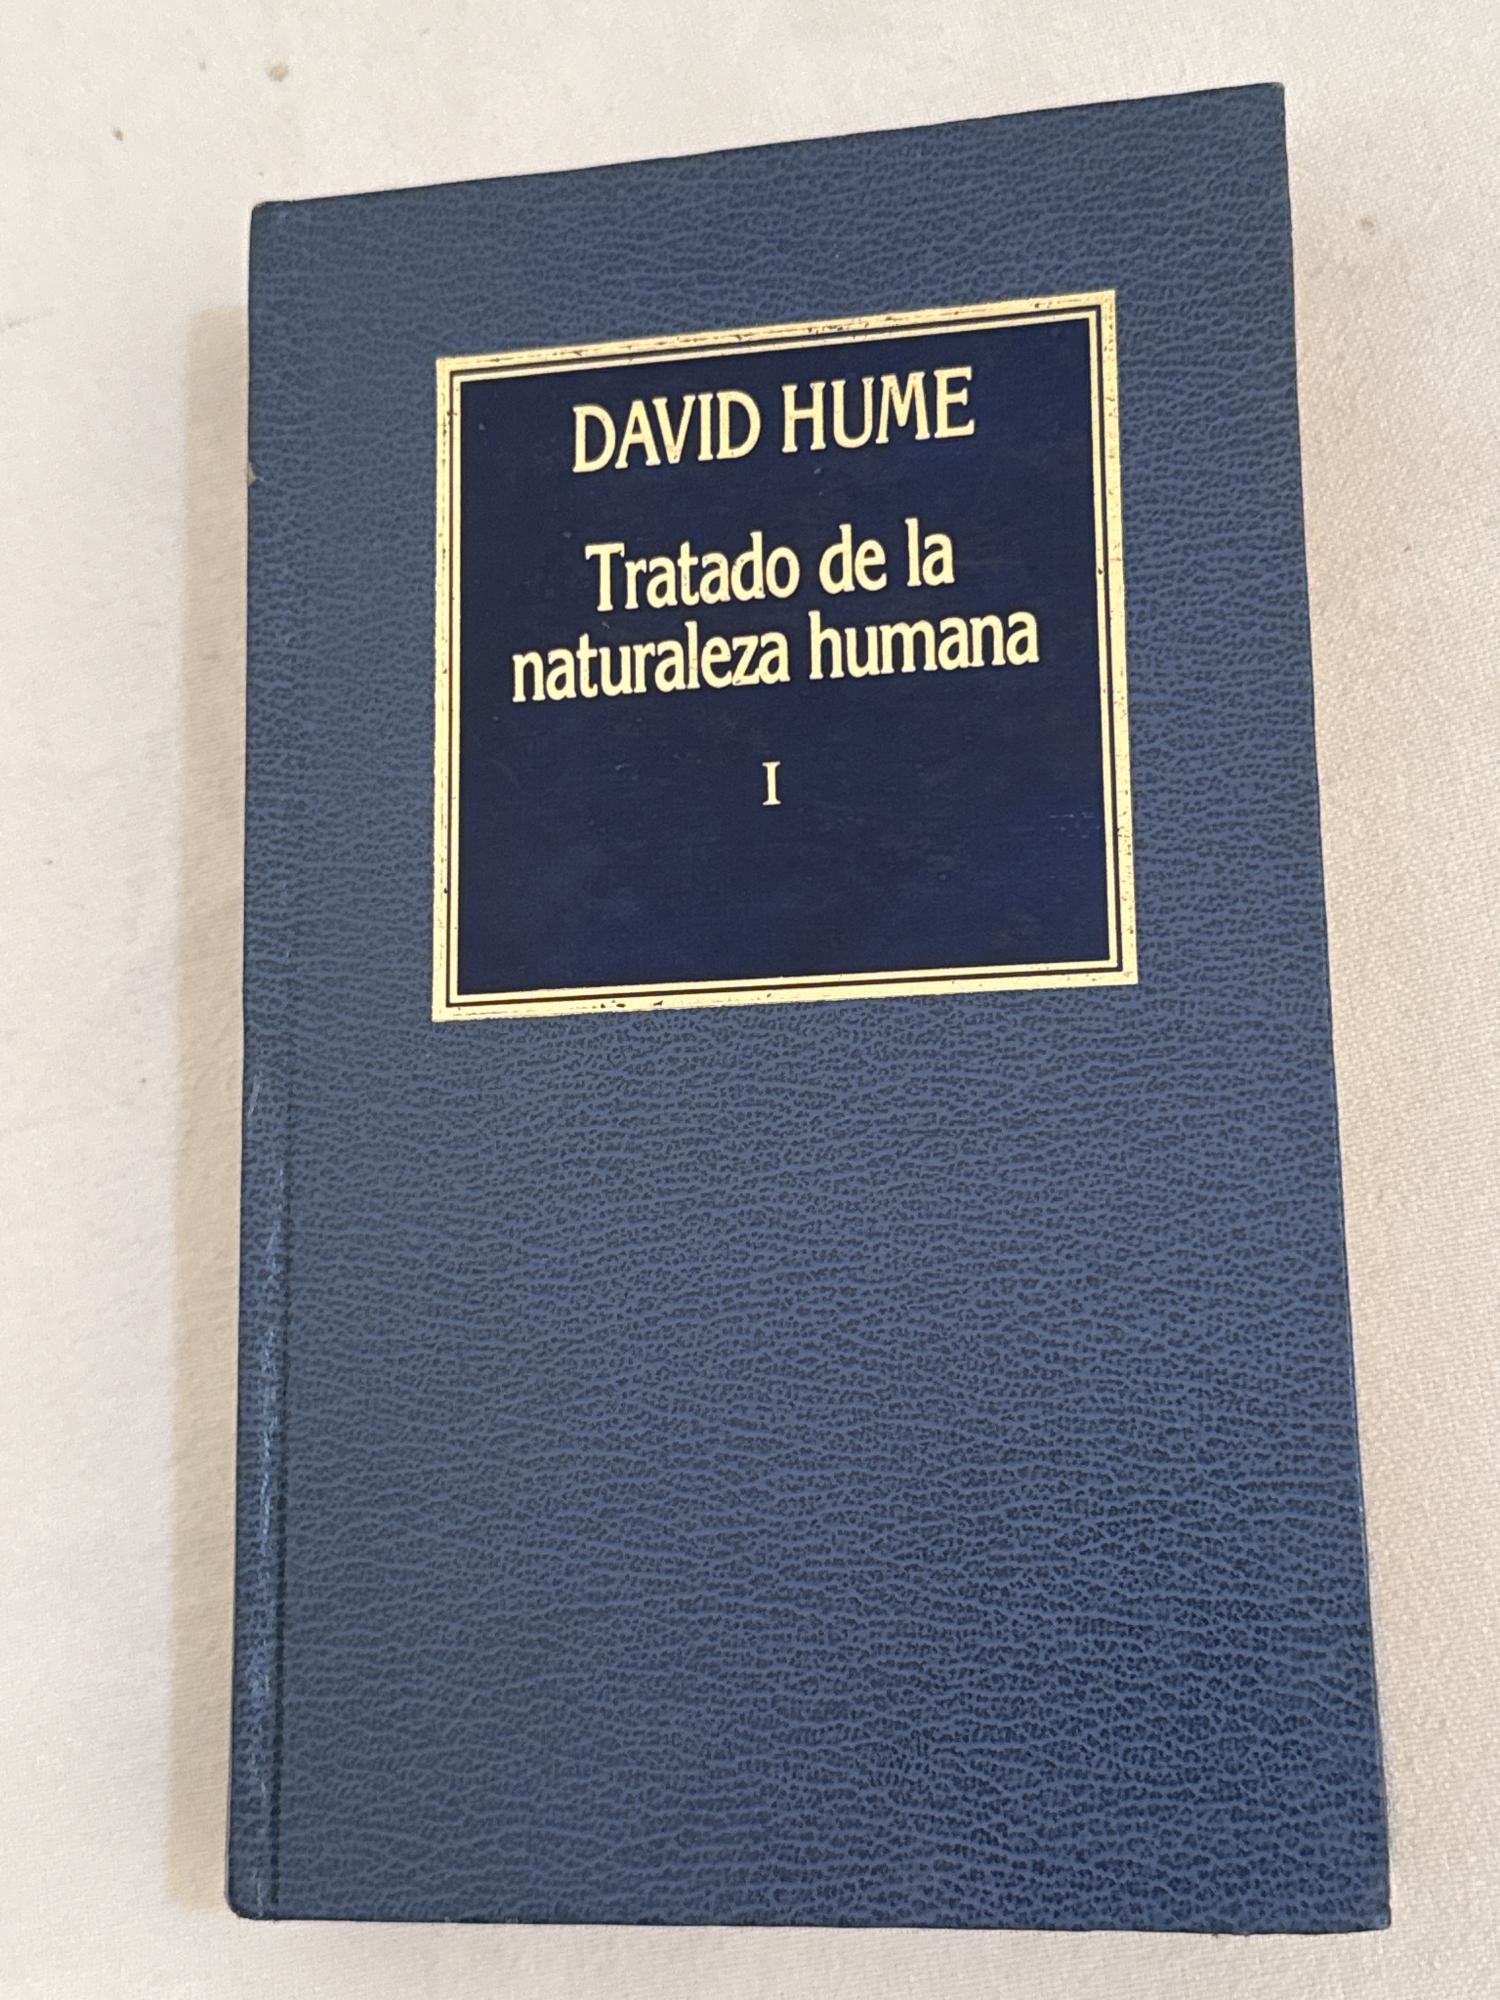 DAVID HUME
Tratado de la
naturaleza humana
I